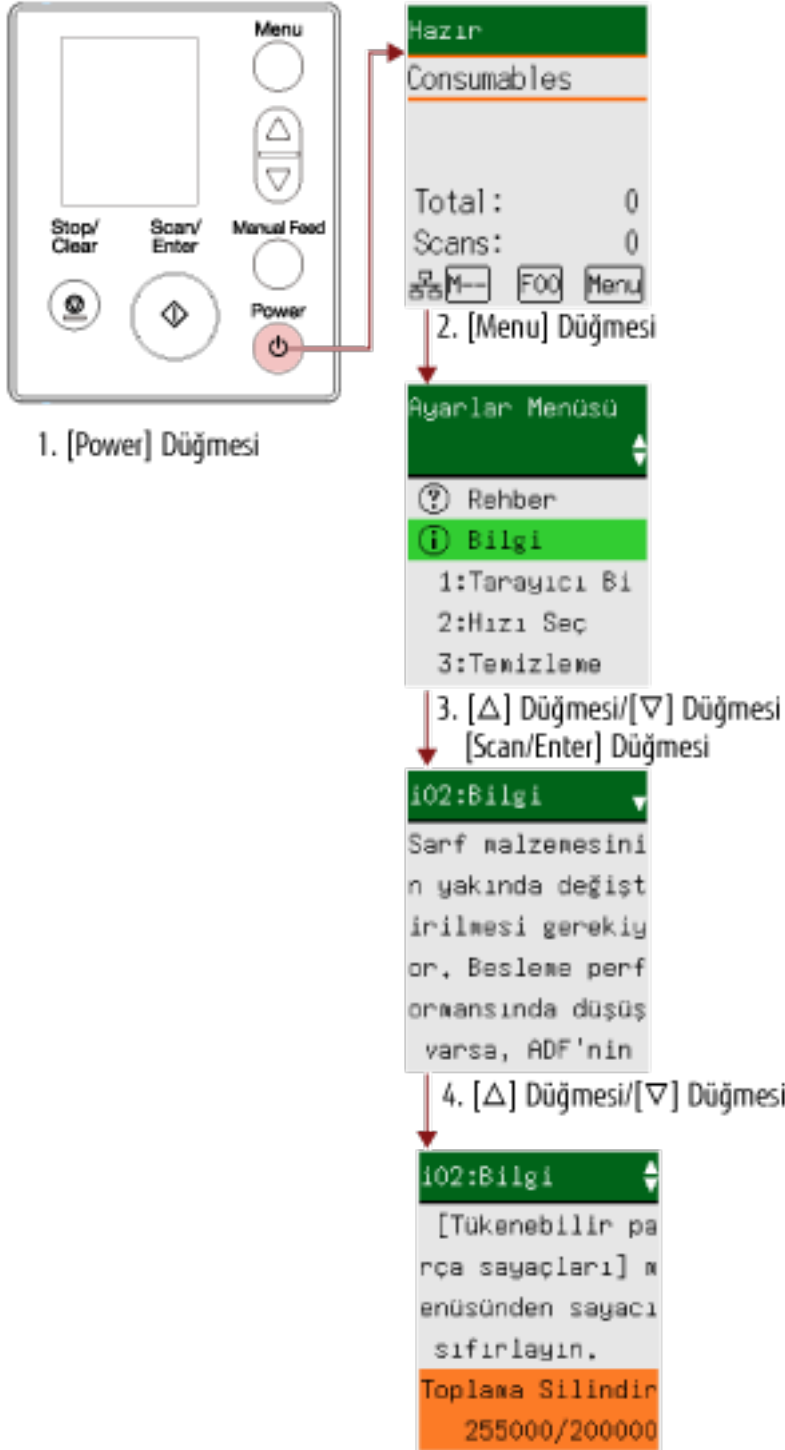 Menu
Stop/
Clear
Scan/
Enter
Manual Feed
Power
1. [Power] Düğmesi
Hazır
Consumables
Total: 0
Scans: 0
M-- F00 Menu
2. [Menu] Düğmesi
Ayarlar Menüsü
? Rehber
i Bilgi
1:Tarayıcı Bi
2:Hızı Seç
3:Temizleme
3. [△] Düğmesi/[▽] Düğmesi
[Scan/Enter] Düğmesi
i02:Bilgi
Sarf malzemesini
n yakında değişt
irilmesi gerekiy
or. Besleme perf
ormansında düşüş
varsa, ADF'nin
4. [△] Düğmesi/[▽] Düğmesi
i02:Bilgi
[Tükenebilir pa
rça sayaçları] m
enüsünden sayacı
sıfırlayın.
Toplama Silindir
255000/200000